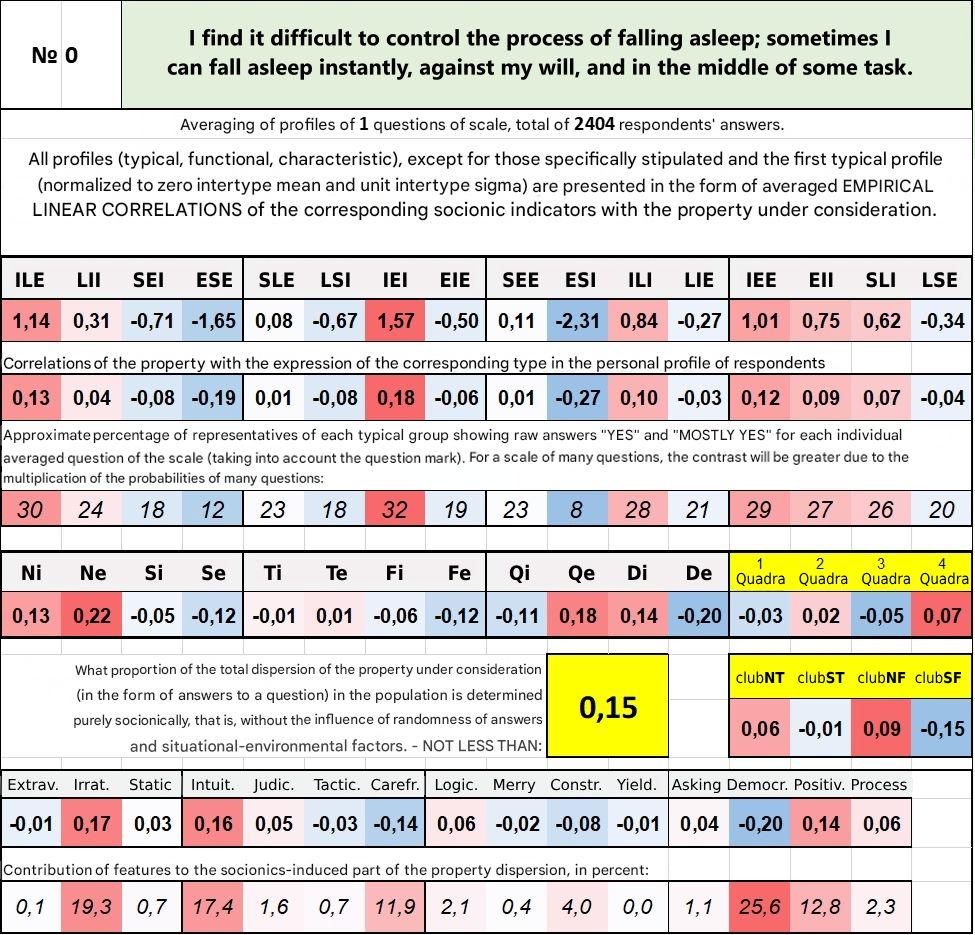 № 0
I find it difficult to control the process of falling asleep; sometimes I
can fall asleep instantly, against my will, and in the middle of some task.
Averaging of profiles of 1 questions of scale, total of 2404 respondents' answers.
All profiles (typical, functional, characteristic), except for those specifically stipulated and the first typical profile
(normalized to zero intertype mean and unit intertype sigma) are presented in the form of averaged EMPIRICAL
LINEAR CORRELATIONS of the corresponding socionic indicators with the property under consideration.
ILE LII SEI ESE SLE LSI IEI EIE SEE ESI ILI LIE IEE EII SLI LSE
1,14 0,31 -0,71 -1,65 0,08 -0,67 1,57 -0,50 0,11 -2,31 0,84 -0,27 1,01 0,75 0,62 -0,34
Correlations of the property with the expression of the corresponding type in the personal profile of respondents
0,13 0,04 -0,08 -0,19 0,01 -0,08 0,18 -0,06 0,01 -0,27 0,10 -0,03 0,12 0,09 0,07 -0,04
Approximate percentage of representatives of each typical group showing raw answers "YES" and "MOSTLY YES" for each individual
averaged question of the scale (taking into account the question mark). For a scale of many questions, the contrast will be greater due to the
multiplication of the probabilities of many questions:
30 24 18 12 23 18 32 19 23 8 28 21 29 27 26 20
Ni Ne Si Se Ti Te Fi Fe Qi Qe Di De 1 Quadra 2 Quadra 3 Quadra 4 Quadra
0,13 0,22 -0,05 -0,12 -0,01 0,01 -0,06 -0,12 -0,11 0,18 0,14 -0,20 -0,03 0,02 -0,05 0,07
What proportion of the total dispersion of the property under consideration
(in the form of answers to a question) in the population is determined
purely socionically, that is, without the influence of randomness of answers
and situational-environmental factors. - NOT LESS THAN:
0,15
clubNT clubST clubNF clubSF
0,06 -0,01 0,09 -0,15
Extrav. Irrat. Static Intuit. Judic. Tactic. Carefr. Logic. Merry Constr. Yield. Asking Democr. Positiv. Process
-0,01 0,17 0,03 0,16 0,05 -0,03 -0,14 0,06 -0,02 -0,08 -0,01 0,04 -0,20 0,14 0,06
Contribution of features to the socionics-induced part of the property dispersion, in percent:
0,1 19,3 0,7 17,4 1,6 0,7 11,9 2,1 0,4 4,0 0,0 1,1 25,6 12,8 2,3